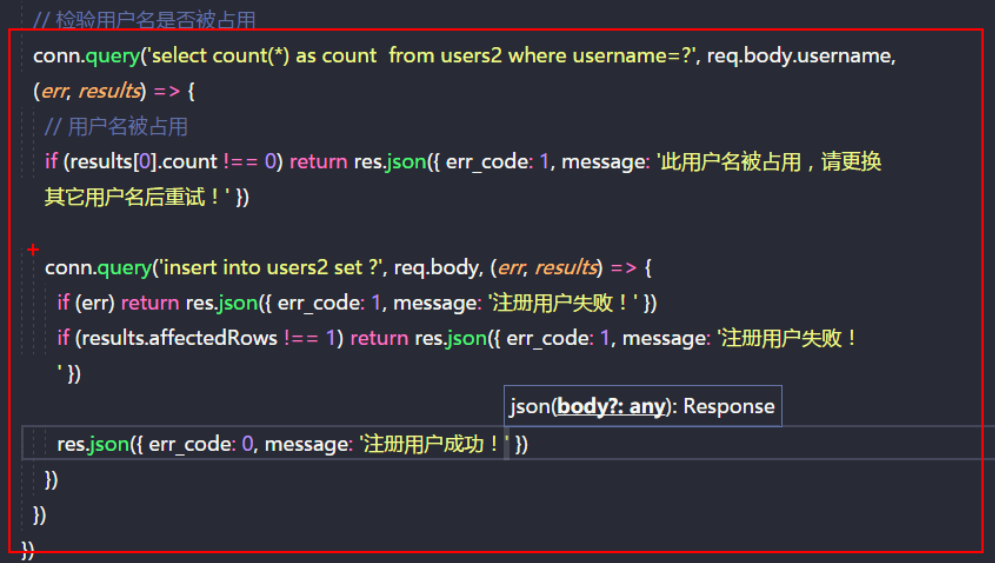 // 检验用户名是否被占用
conn.query('select count(*) as count  from users2 where username=?', req.body.username,
(err, results) => {
// 用户名被占用
if (results[0].count !== 0) return res.json({ err_code: 1, message: '此用户名被占用，请更换
其它用户名后重试！' })
conn.query('insert into users2 set ?', req.body, (err, results) => {
if (err) return res.json({ err_code: 1, message: '注册用户失败！' })
if (results.affectedRows !== 1) return res.json({ err_code: 1, message: '注册用户失败！
' })
json(body?: any): Response
res.json({ err_code: 0, message: '注册用户成功！' })
})
})
})